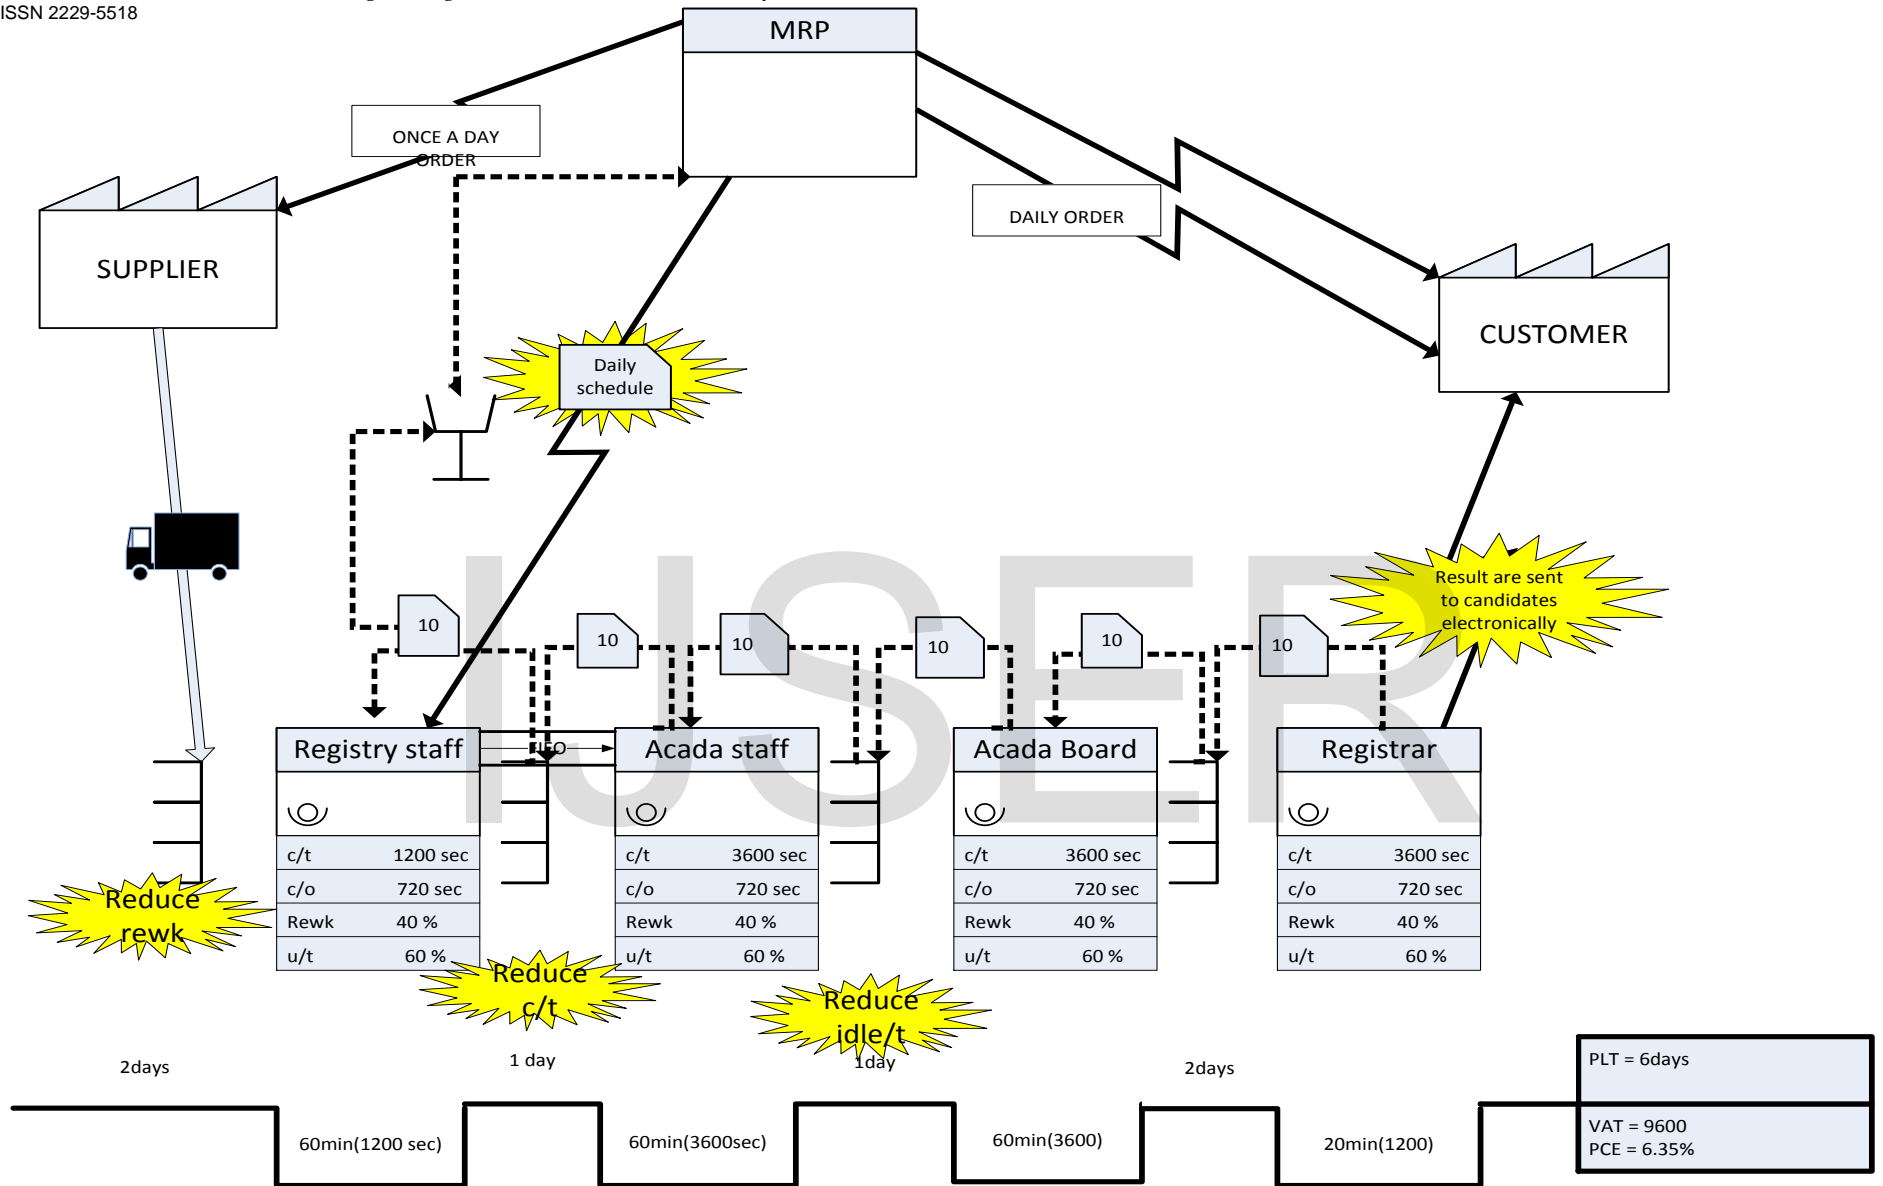 ISSN 2229-5518
MRP
ONCE A DAY
ORDER
DAILY ORDER
SUPPLIER
CUSTOMER
Daily
schedule
Result are sent
to candidates
electronically
10
10
10
10
10
10
IJSER
Registry staff
c/t 1200 sec
c/o 720 sec
Rewk 40 %
u/t 60 %
FIFO
Acada staff
c/t 3600 sec
c/o 720 sec
Rewk 40 %
u/t 60 %
Acada Board
c/t 3600 sec
c/o 720 sec
Rewk 40 %
u/t 60 %
Registrar
c/t 3600 sec
c/o 720 sec
Rewk 40 %
u/t 60 %
Reduce
rewk
Reduce
c/t
Reduce
idle/t
2days
1 day
1day
2days
60min(1200 sec)
60min(3600sec)
60min(3600)
20min(1200)
PLT = 6days
VAT = 9600
PCE = 6.35%